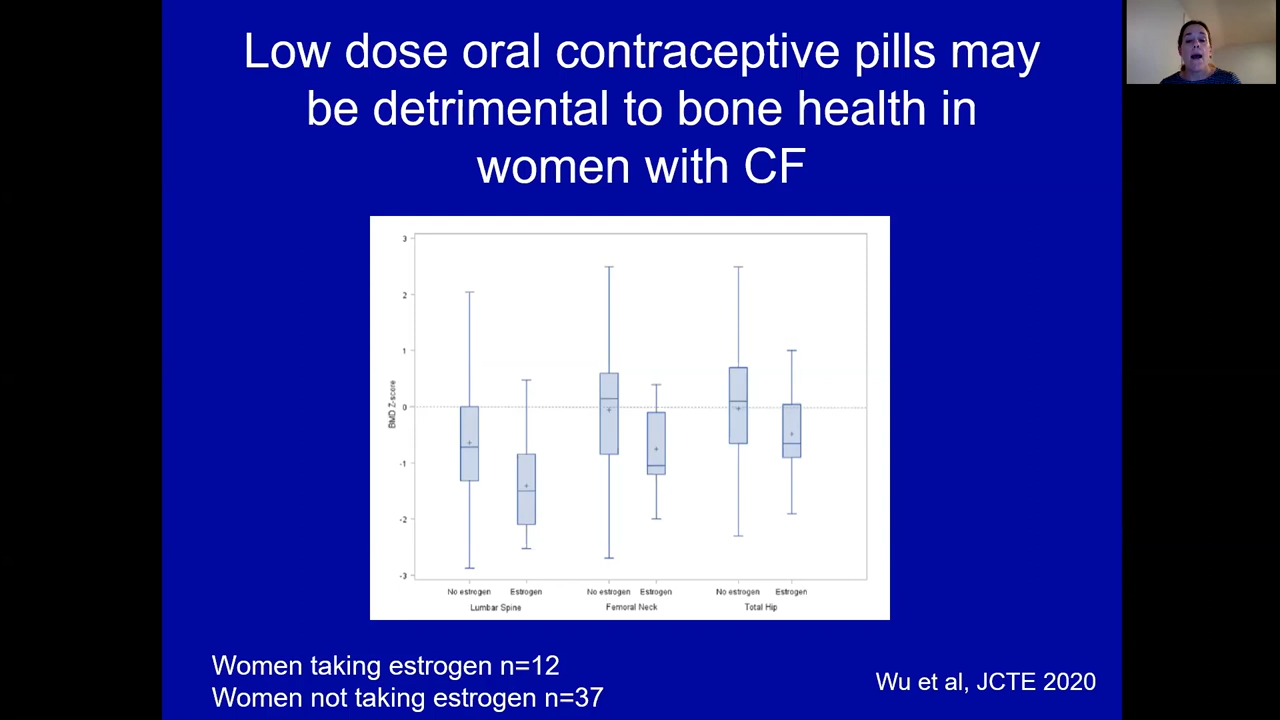 Low dose oral contraceptive pills may
be detrimental to bone health in
women with CF
3
2
1
0
-1
-2
-3
BMD Z-score
No estrogen Estrogen No estrogen Estrogen No estrogen Estrogen
Lumbar Spine Femoral Neck Total Hip
Women taking estrogen n=12
Women not taking estrogen n=37
Wu et al, JCTE 2020